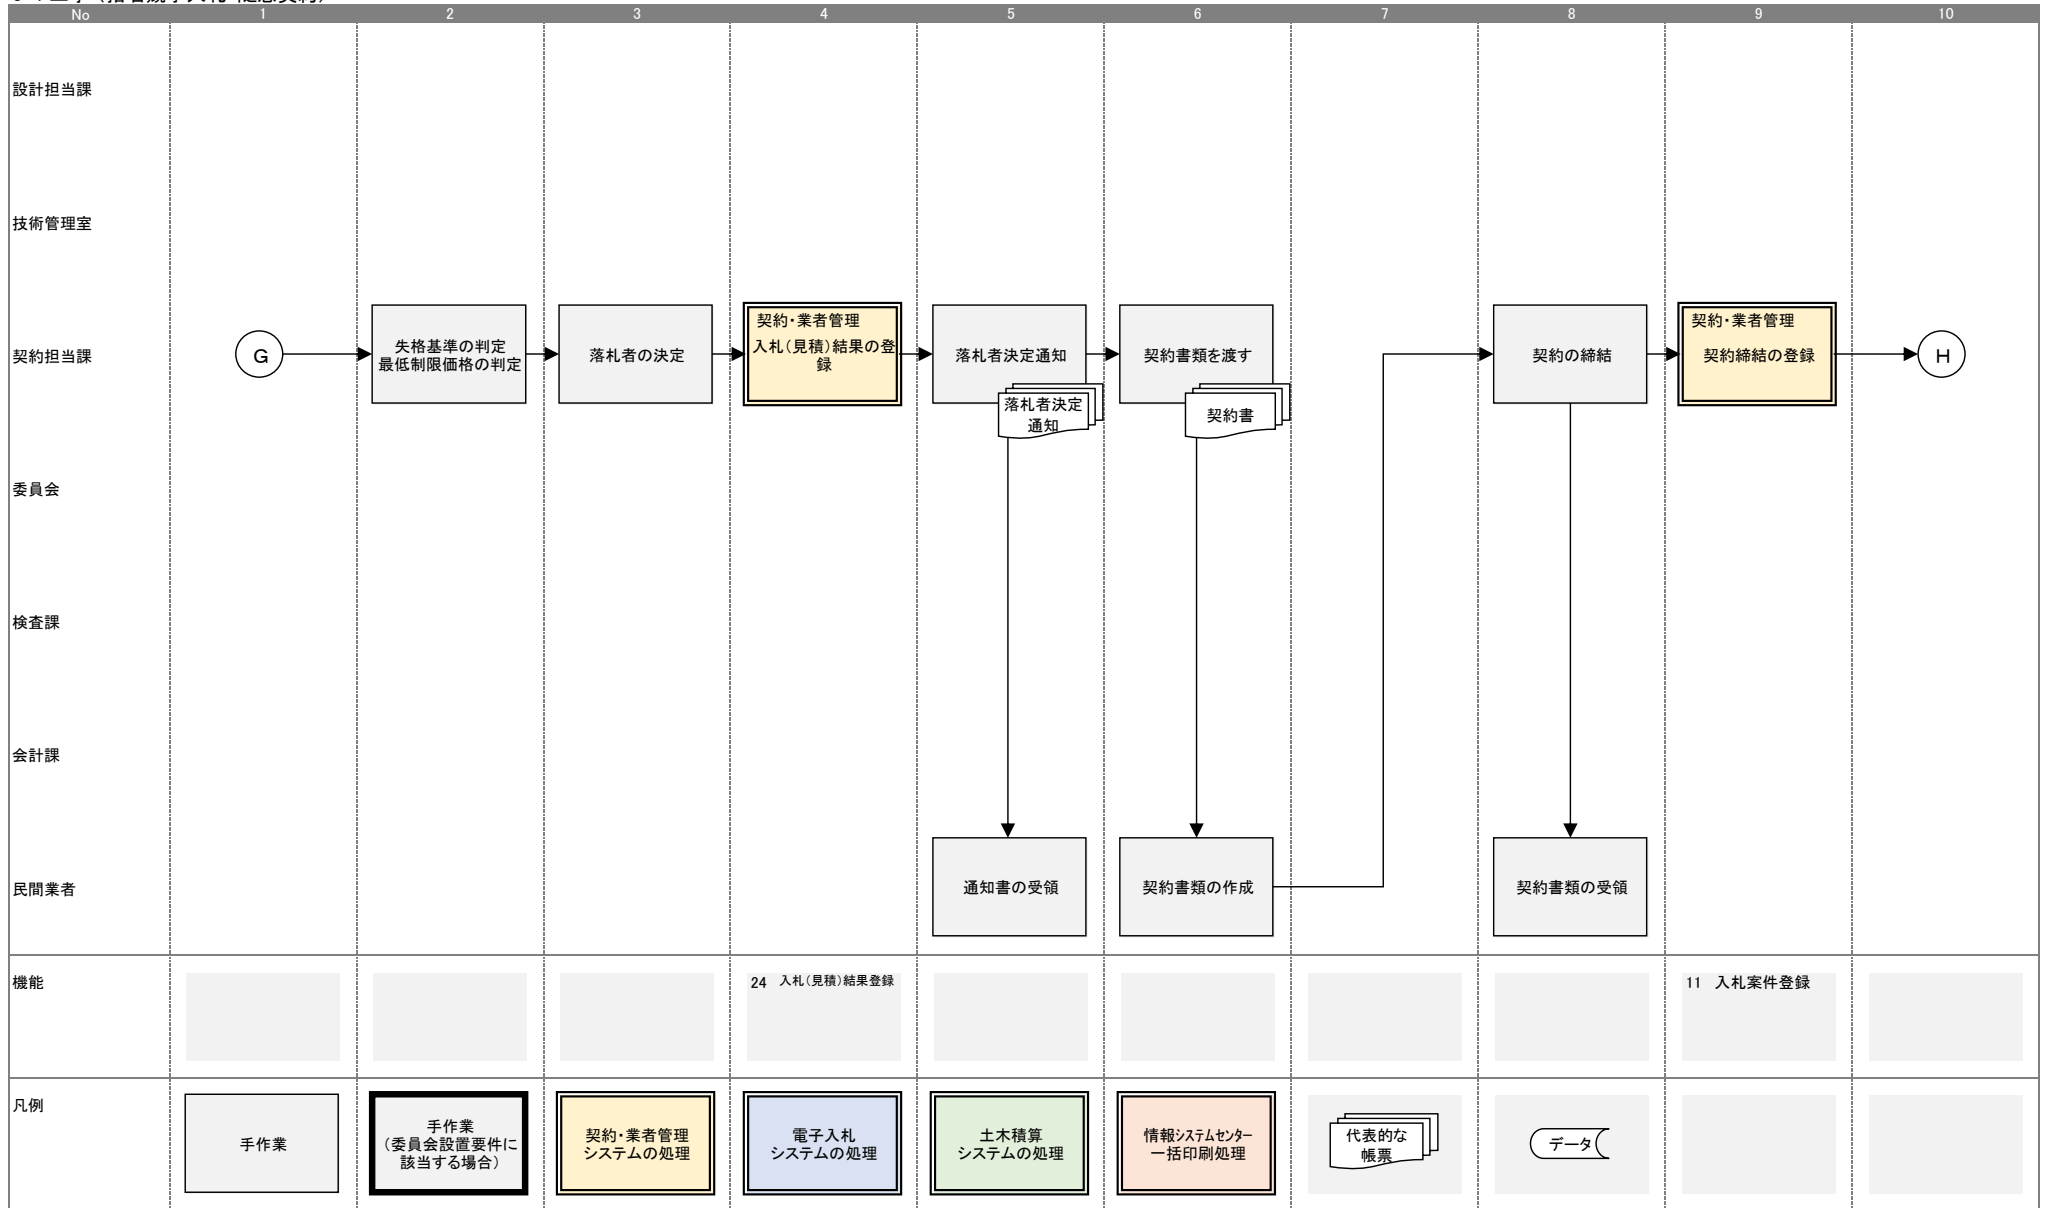 No 1 2 3 4 5 6 7 8 9 10
設計担当課
技術管理室
契約担当課
G
失格基準の判定
最低制限価格の判定
落札者の決定
契約・業者管理
入札(見積)結果の登
録
落札者決定通知
落札者決定
通知
契約書類を渡す
契約書
契約の締結
契約・業者管理
契約締結の登録
H
委員会
検査課
会計課
民間業者
通知書の受領
契約書類の作成
契約書類の受領
機能
24 入札(見積)結果登録
11 入札案件登録
凡例
手作業
手作業
(委員会設置要件に
該当する場合)
契約・業者管理
システムの処理
電子入札
システムの処理
土木積算
システムの処理
情報システムセンター
一括印刷処理
代表的な
帳票
データ